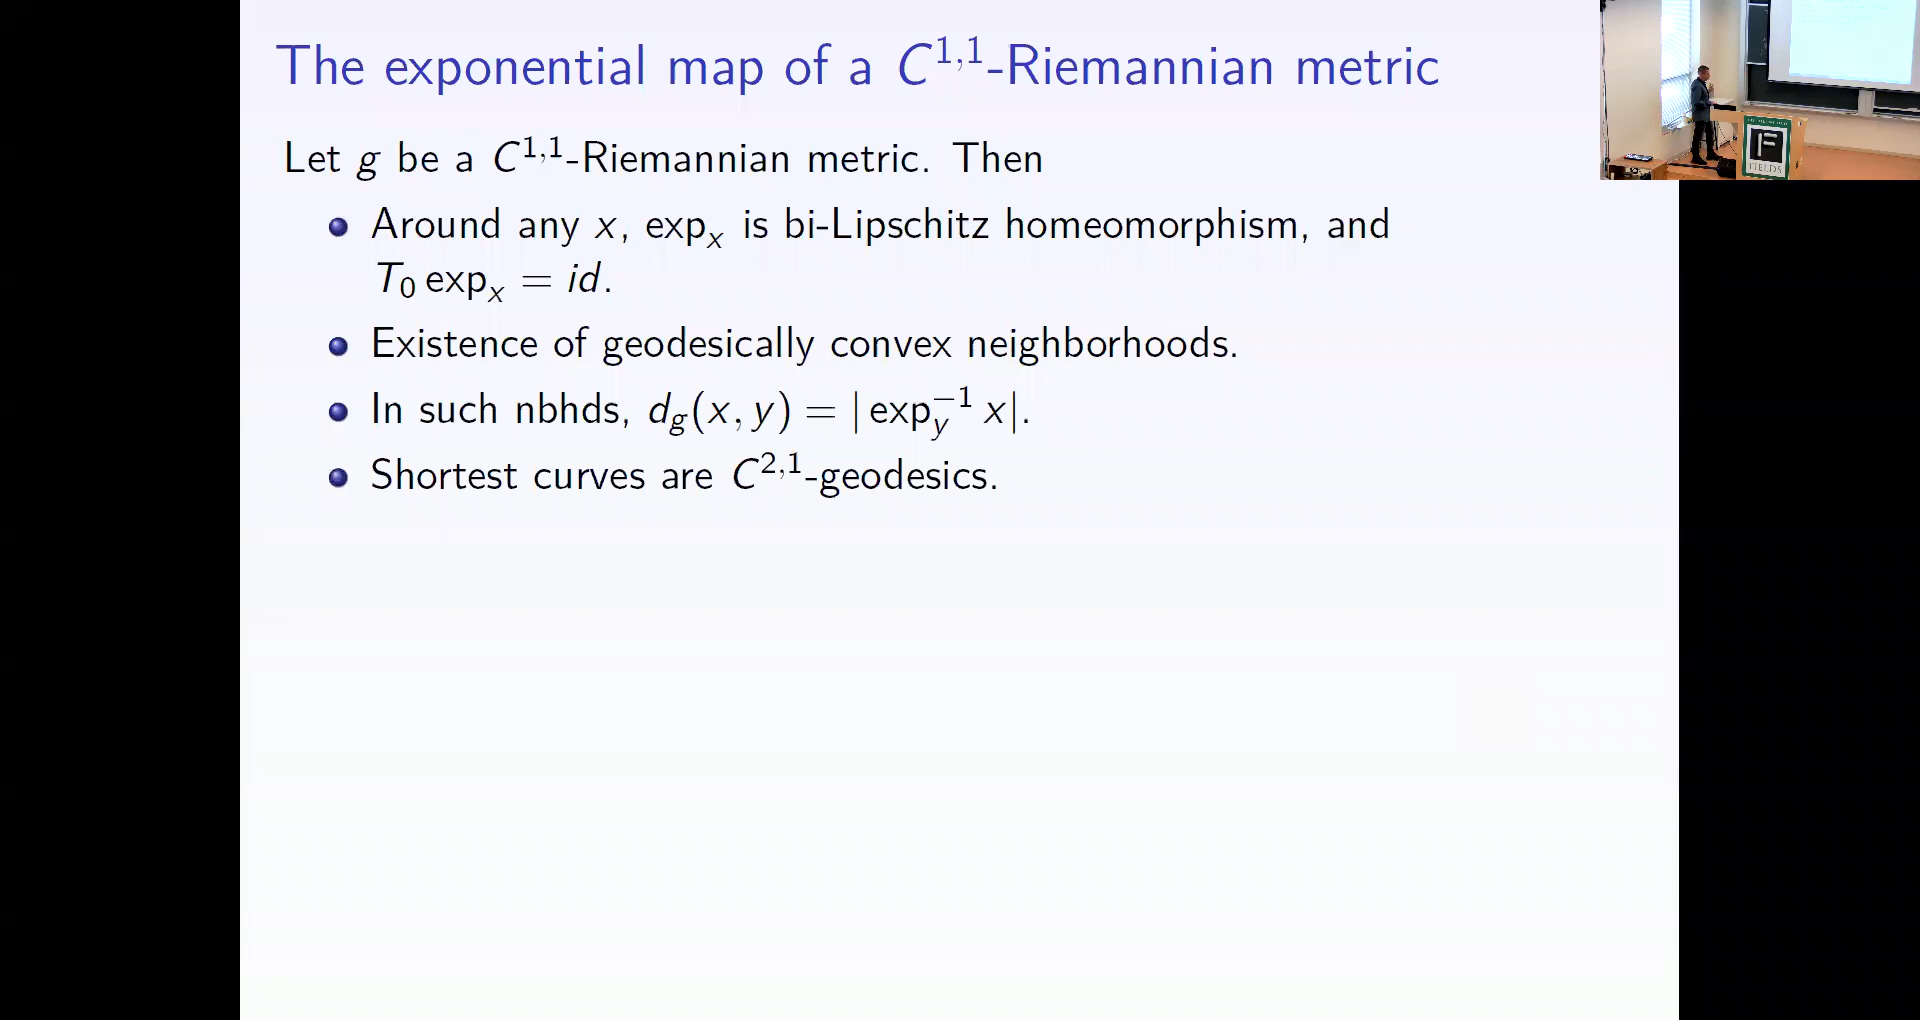 The exponential map of a C^{1,1}-Riemannian metric
Let g be a C^{1,1}-Riemannian metric. Then
Around any x, exp_x is bi-Lipschitz homeomorphism, and
T_0 exp_x = id.
Existence of geodesically convex neighborhoods.
In such nbhds, d_g(x, y) = | exp_y^{-1} x|.
Shortest curves are C^{2,1}-geodesics.
FIELDS